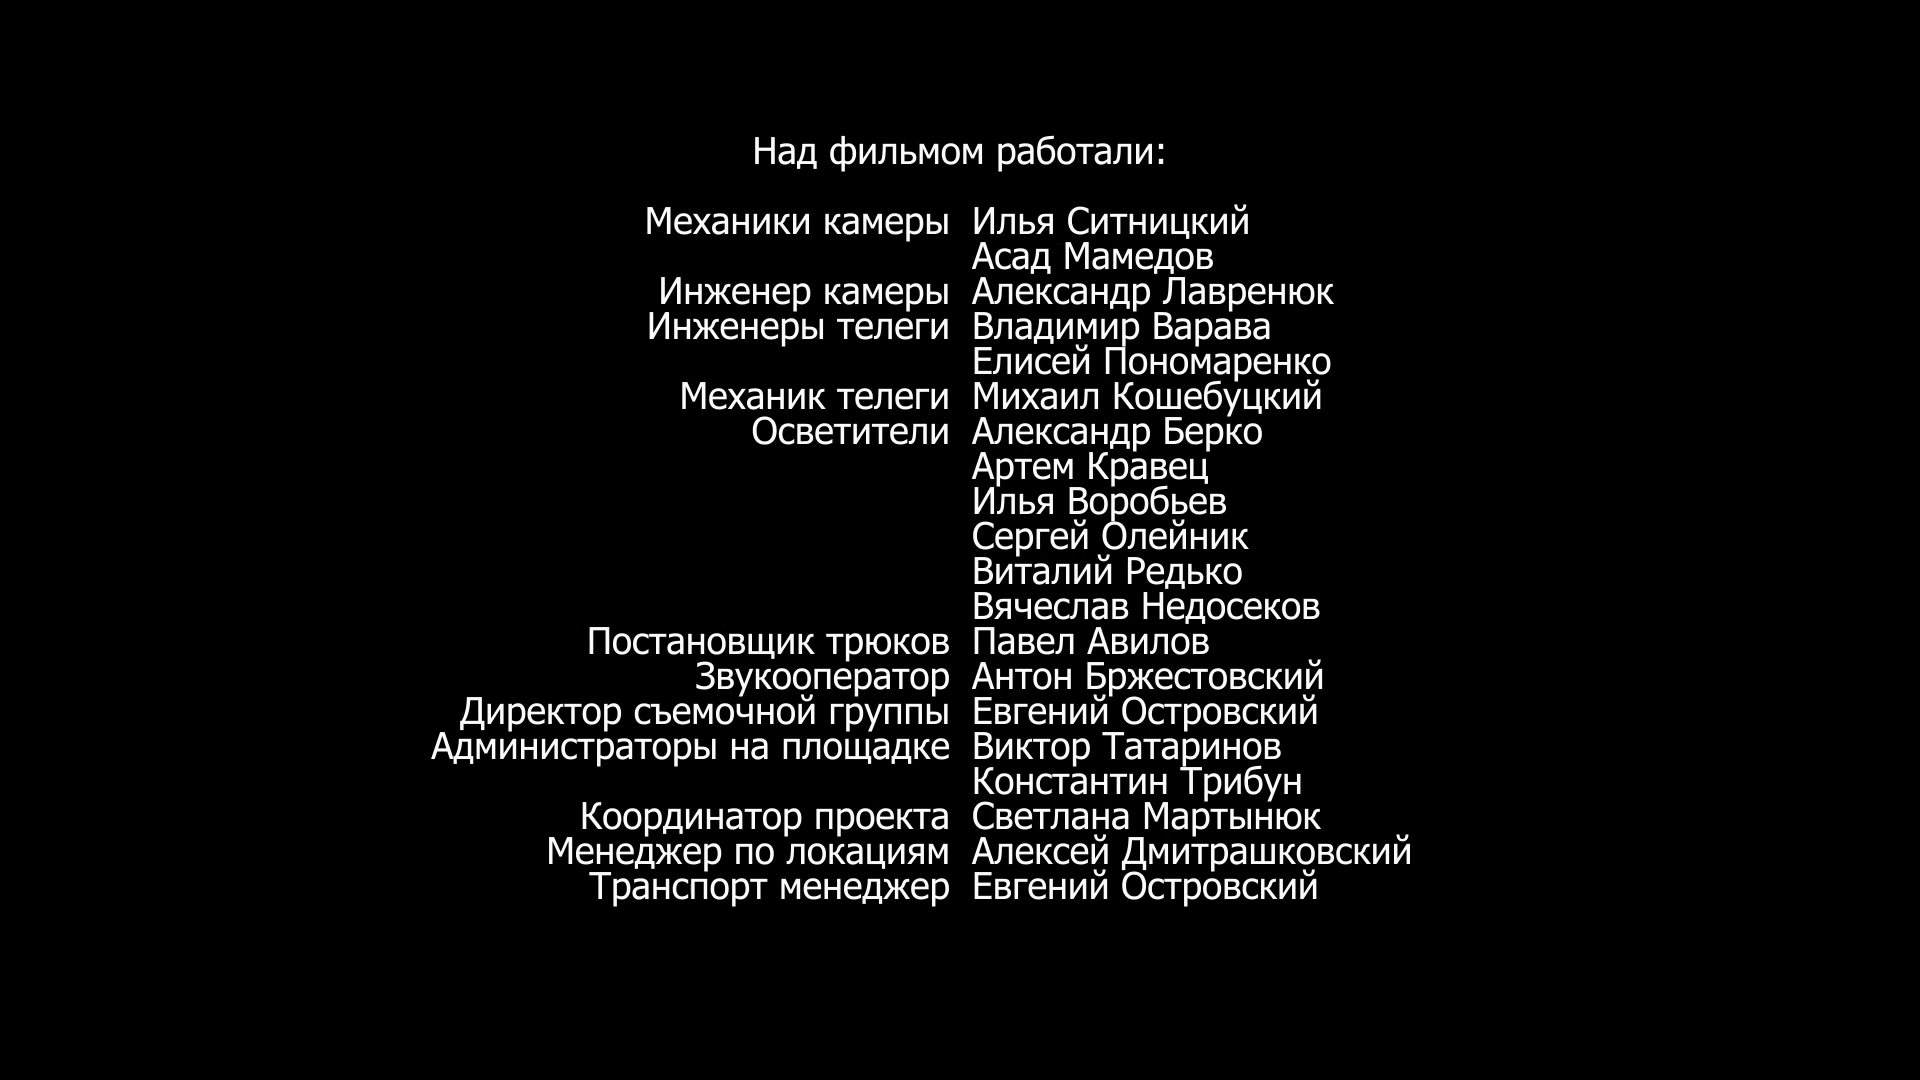 Над фильмом работали:
Механики камеры Илья Ситницкий
Асад Мамедов
Инженер камеры Александр Лавренюк
Инженеры телеги Владимир Варава
Елисей Пономаренко
Механик телеги Михаил Кошебуцкий
Осветители Александр Берко
Артем Кравец
Илья Воробьев
Сергей Олейник
Виталий Редько
Вячеслав Недосеков
Постановщик трюков Павел Авилов
Звукооператор Антон Бржестовский
Директор съемочной группы Евгений Островский
Администраторы на площадке Виктор Татаринов
Константин Трибун
Координатор проекта Светлана Мартынюк
Менеджер по локациям Алексей Дмитрашковский
Транспорт менеджер Евгений Островский